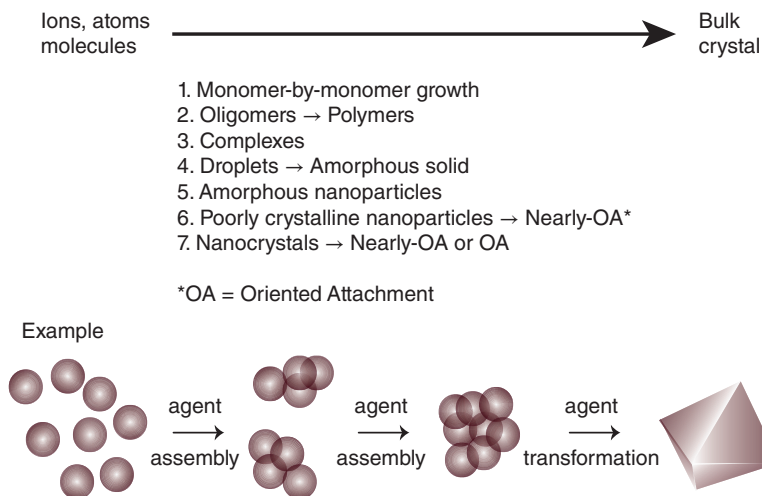 Ions, atoms
molecules
Bulk
crystal
1. Monomer-by-monomer growth
2. Oligomers → Polymers
3. Complexes
4. Droplets → Amorphous solid
5. Amorphous nanoparticles
6. Poorly crystalline nanoparticles → Nearly-OA*
7. Nanocrystals → Nearly-OA or OA
*OA = Oriented Attachment
Example
agent
assembly
agent
assembly
agent
transformation